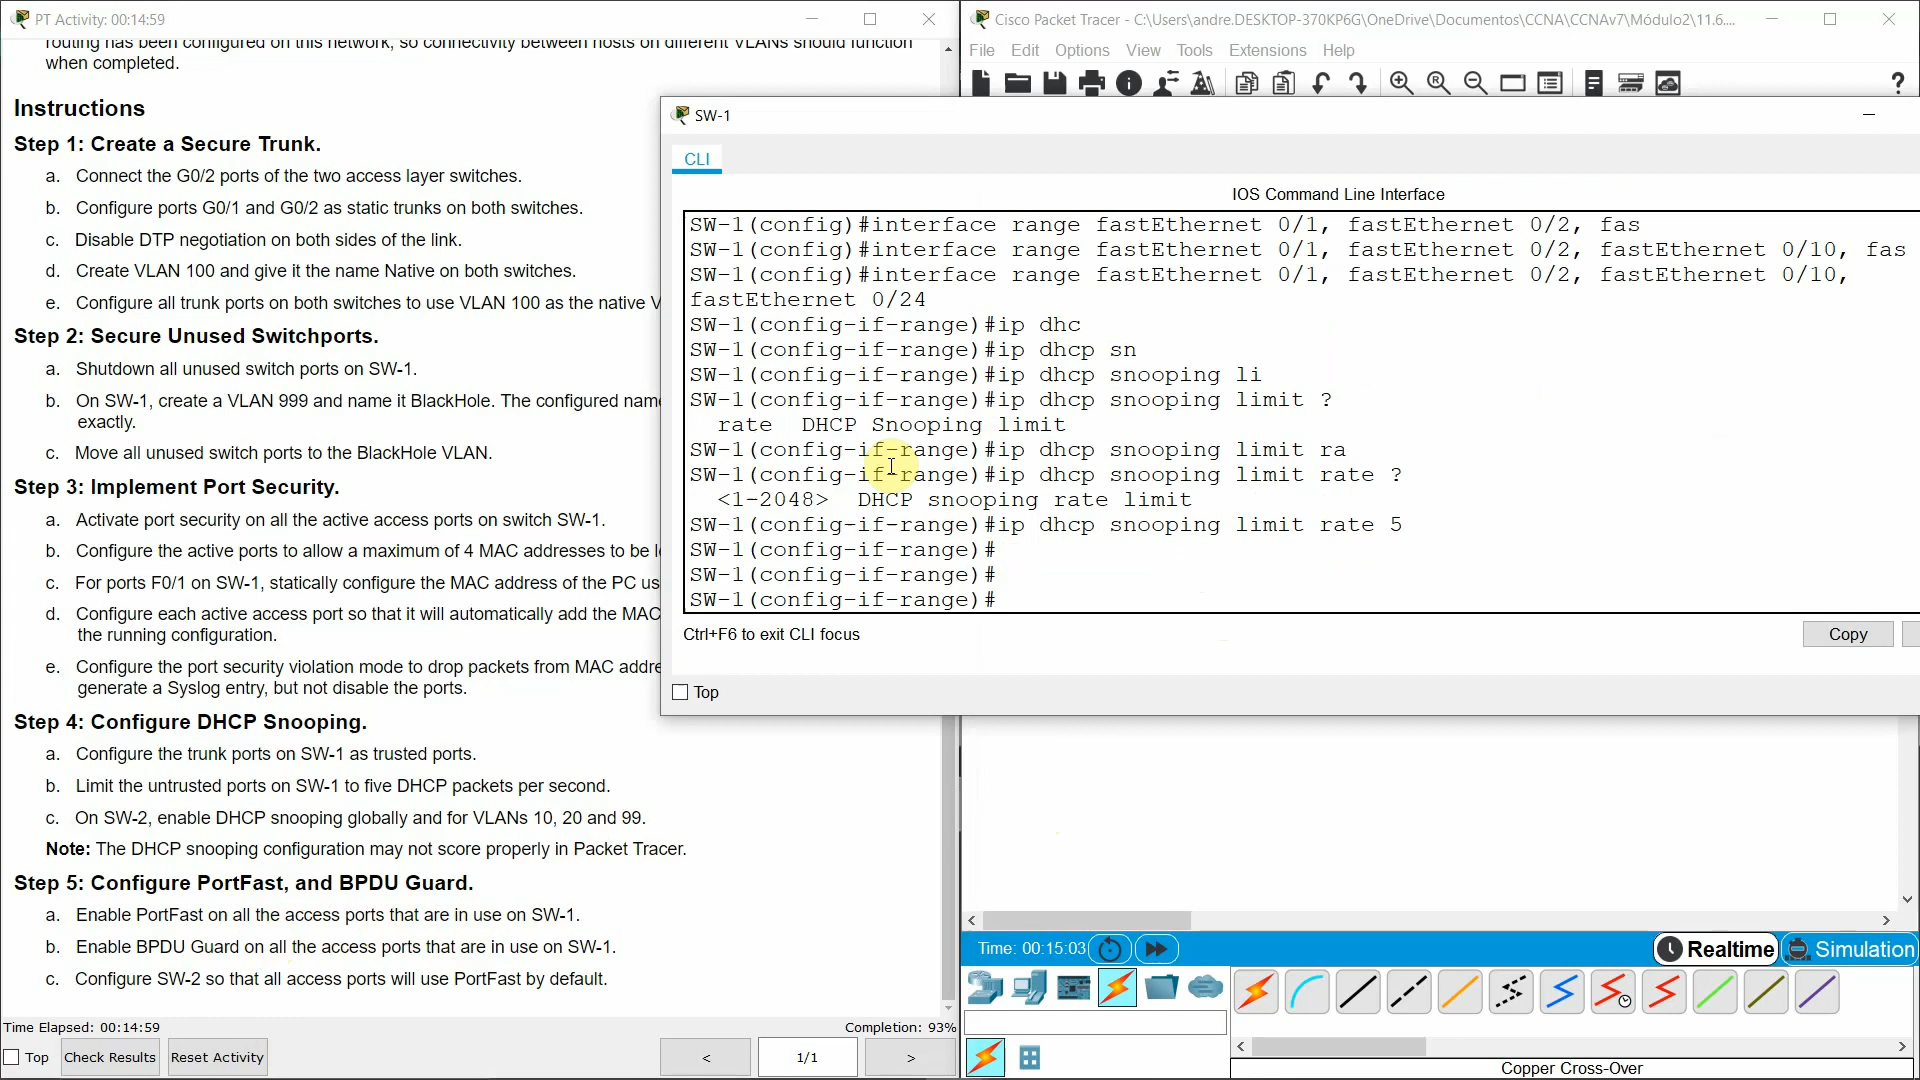 PT Activity: 00:14:59
routing has been configured on this network, so connectivity between hosts on different VLANs should function
when completed.
Instructions
Step 1: Create a Secure Trunk.
a. Connect the G0/2 ports of the two access layer switches.
b. Configure ports G0/1 and G0/2 as static trunks on both switches.
c. Disable DTP negotiation on both sides of the link.
d. Create VLAN 100 and give it the name Native on both switches.
e. Configure all trunk ports on both switches to use VLAN 100 as the native V
Step 2: Secure Unused Switchports.
a. Shutdown all unused switch ports on SW-1.
b. On SW-1, create a VLAN 999 and name it BlackHole. The configured name
exactly.
c. Move all unused switch ports to the BlackHole VLAN.
Step 3: Implement Port Security.
a. Activate port security on all the active access ports on switch SW-1.
b. Configure the active ports to allow a maximum of 4 MAC addresses to be l
c. For ports F0/1 on SW-1, statically configure the MAC address of the PC us
d. Configure each active access port so that it will automatically add the MAC
the running configuration.
e. Configure the port security violation mode to drop packets from MAC addre
generate a Syslog entry, but not disable the ports.
Step 4: Configure DHCP Snooping.
a. Configure the trunk ports on SW-1 as trusted ports.
b. Limit the untrusted ports on SW-1 to five DHCP packets per second.
c. On SW-2, enable DHCP snooping globally and for VLANs 10, 20 and 99.
Note: The DHCP snooping configuration may not score properly in Packet Tracer.
Step 5: Configure PortFast, and BPDU Guard.
a. Enable PortFast on all the access ports that are in use on SW-1.
b. Enable BPDU Guard on all the access ports that are in use on SW-1.
c. Configure SW-2 so that all access ports will use PortFast by default.
Time Elapsed: 00:14:59
Completion: 93%
Top
Check Results
Reset Activity
<
1/1
>
Cisco Packet Tracer - C:\Users\andre.DESKTOP-370KP6G\OneDrive\Documentos\CCNA\CCNAv7\Módulo2\11.6....
File Edit Options View Tools Extensions Help
SW-1
CLI
IOS Command Line Interface
SW-1(config)#interface range fastEthernet 0/1, fastEthernet 0/2, fas
SW-1(config)#interface range fastEthernet 0/1, fastEthernet 0/2, fastEthernet 0/10, fas
SW-1(config)#interface range fastEthernet 0/1, fastEthernet 0/2, fastEthernet 0/10,
fastEthernet 0/24
SW-1(config-if-range)#ip dhc
SW-1(config-if-range)#ip dhcp sn
SW-1(config-if-range)#ip dhcp snooping li
SW-1(config-if-range)#ip dhcp snooping limit ?
rate DHCP Snooping limit
SW-1(config-if-range)#ip dhcp snooping limit ra
SW-1(config-if-range)#ip dhcp snooping limit rate ?
<1-2048> DHCP snooping rate limit
SW-1(config-if-range)#ip dhcp snooping limit rate 5
SW-1(config-if-range)#
SW-1(config-if-range)#
SW-1(config-if-range)#
Ctrl+F6 to exit CLI focus
Copy
Top
Time: 00:15:03
Realtime
Simulation
Copper Cross-Over